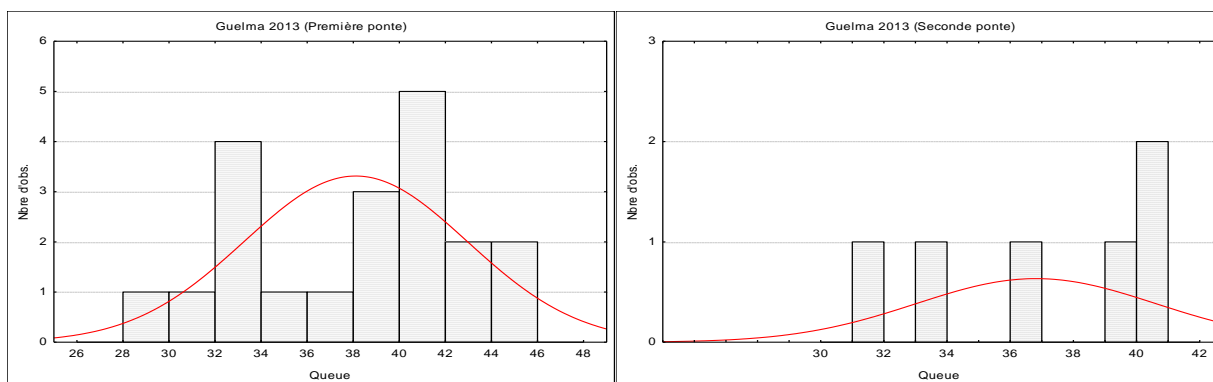 Guelma 2013 (Première ponte)
6
5
4
3
2
1
0
Nbre d'obs.
26 28 30 32 34 36 38 40 42 44 46 48
Queue
Guelma 2013 (Seconde ponte)
3
2
1
0
Nbre d'obs.
30 32 34 36 38 40 42
Queue